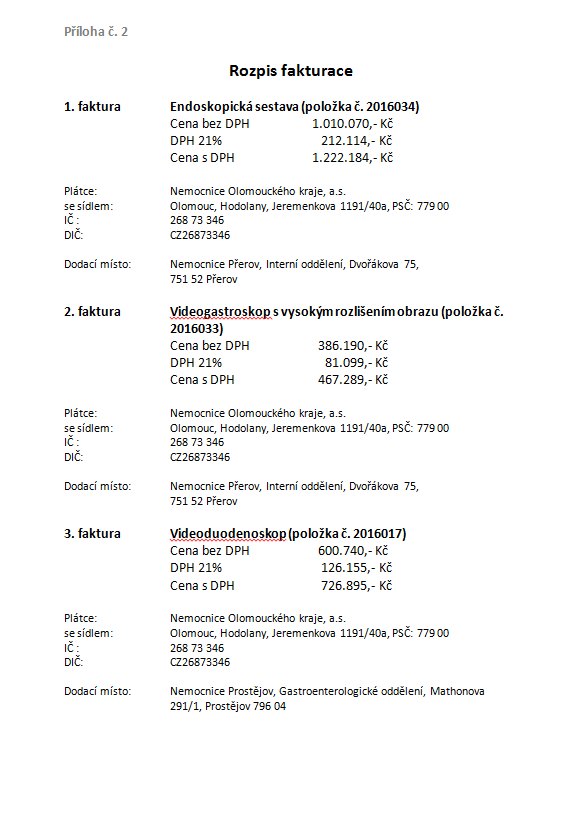 Příloha č. 2
Rozpis fakturace
1. faktura Endoskopická sestava (položka č. 2016034)
Cena bez DPH 1.010.070,- Kč
DPH 21% 212.114,- Kč
Cena s DPH 1.222.184,- Kč
Plátce: Nemocnice Olomouckého kraje, a.s.
se sídlem: Olomouc, Hodolany, Jeremenkova 1191/40a, PSČ: 779 00
IČ : 268 73 346
DIČ: CZ26873346
Dodací místo: Nemocnice Přerov, Interní oddělení, Dvořákova 75,
751 52 Přerov
2. faktura Videogastroskop s vysokým rozlišením obrazu (položka č.
2016033)
Cena bez DPH 386.190,- Kč
DPH 21% 81.099,- Kč
Cena s DPH 467.289,- Kč
Plátce: Nemocnice Olomouckého kraje, a.s.
se sídlem: Olomouc, Hodolany, Jeremenkova 1191/40a, PSČ: 779 00
IČ : 268 73 346
DIČ: CZ26873346
Dodací místo: Nemocnice Přerov, Interní oddělení, Dvořákova 75,
751 52 Přerov
3. faktura Videoduodenoskop (položka č. 2016017)
Cena bez DPH 600.740,- Kč
DPH 21% 126.155,- Kč
Cena s DPH 726.895,- Kč
Plátce: Nemocnice Olomouckého kraje, a.s.
se sídlem: Olomouc, Hodolany, Jeremenkova 1191/40a, PSČ: 779 00
IČ : 268 73 346
DIČ: CZ26873346
Dodací místo: Nemocnice Prostějov, Gastroenterologické oddělení, Mathonova
291/1, Prostějov 796 04